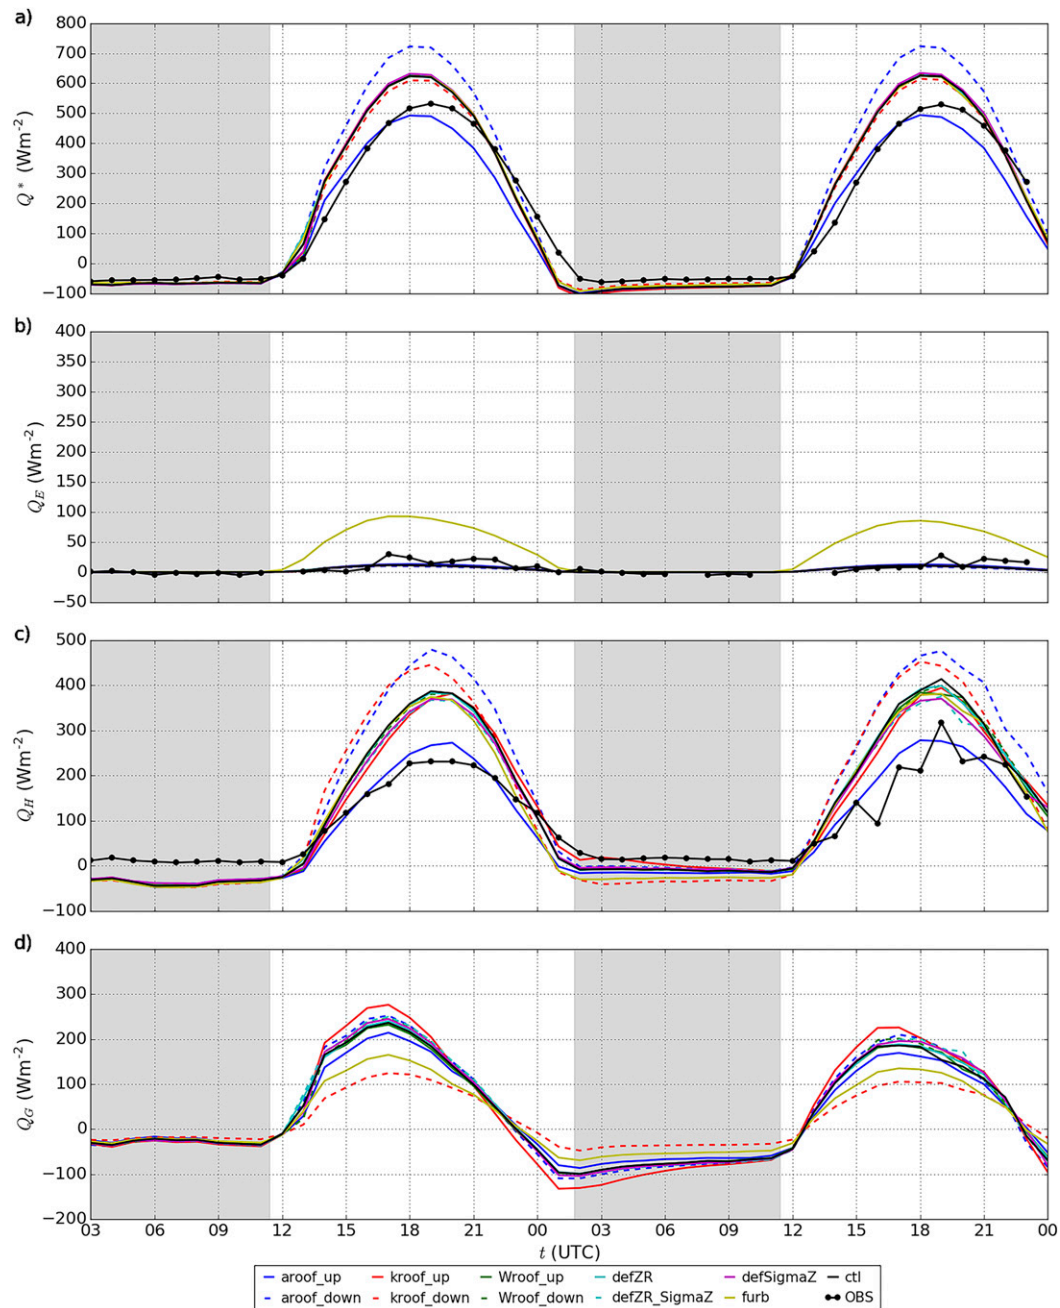 a)
800
700
600
500
400
300
200
100
0
−100
Q* (Wm-2)
b)
400
350
300
250
200
150
100
50
0
−50
QE (Wm-2)
c)
500
400
300
200
100
0
−100
QH (Wm-2)
d)
400
300
200
100
0
−100
−200
QG (Wm-2)
03 06 09 12 15 18 21 00 03 06 09 12 15 18 21 00
t (UTC)
aroof_up kroof_up Wroof_up defZR defSigmaZ ctl
aroof_down kroof_down Wroof_down defZR_SigmaZ furb OBS